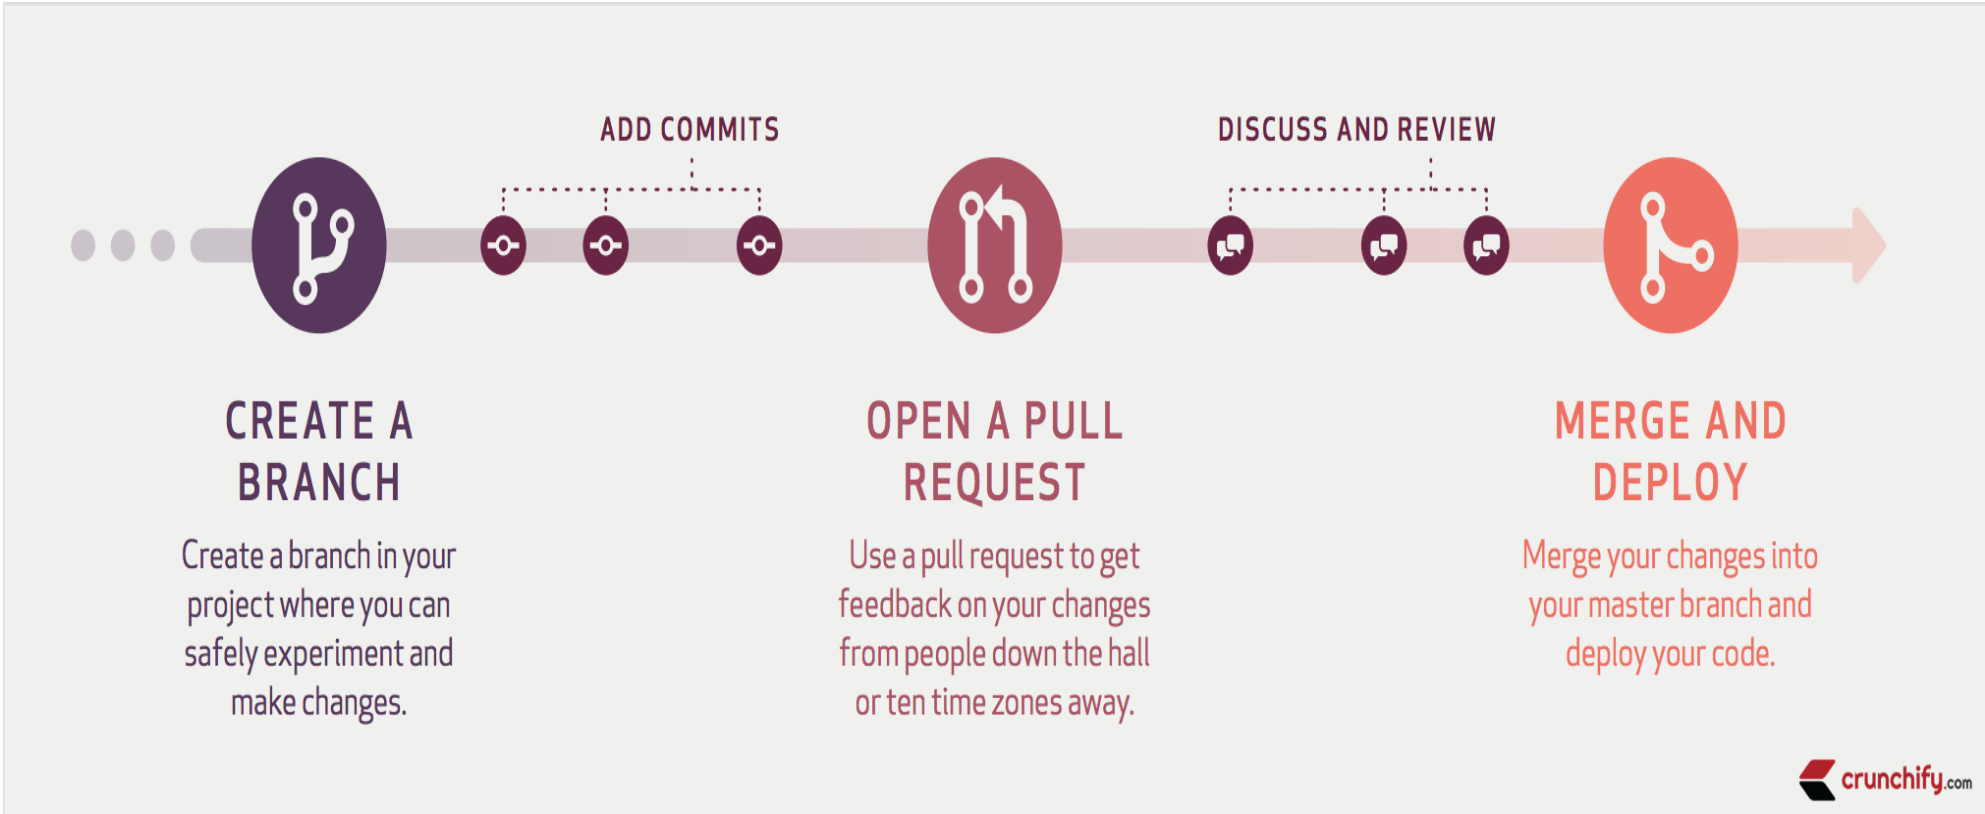 ADD COMMITS
DISCUSS AND REVIEW
CREATE A
BRANCH
Create a branch in your
project where you can
safely experiment and
make changes.
OPEN A PULL
REQUEST
Use a pull request to get
feedback on your changes
from people down the hall
or ten time zones away.
MERGE AND
DEPLOY
Merge your changes into
your master branch and
deploy your code.
crunchify.com